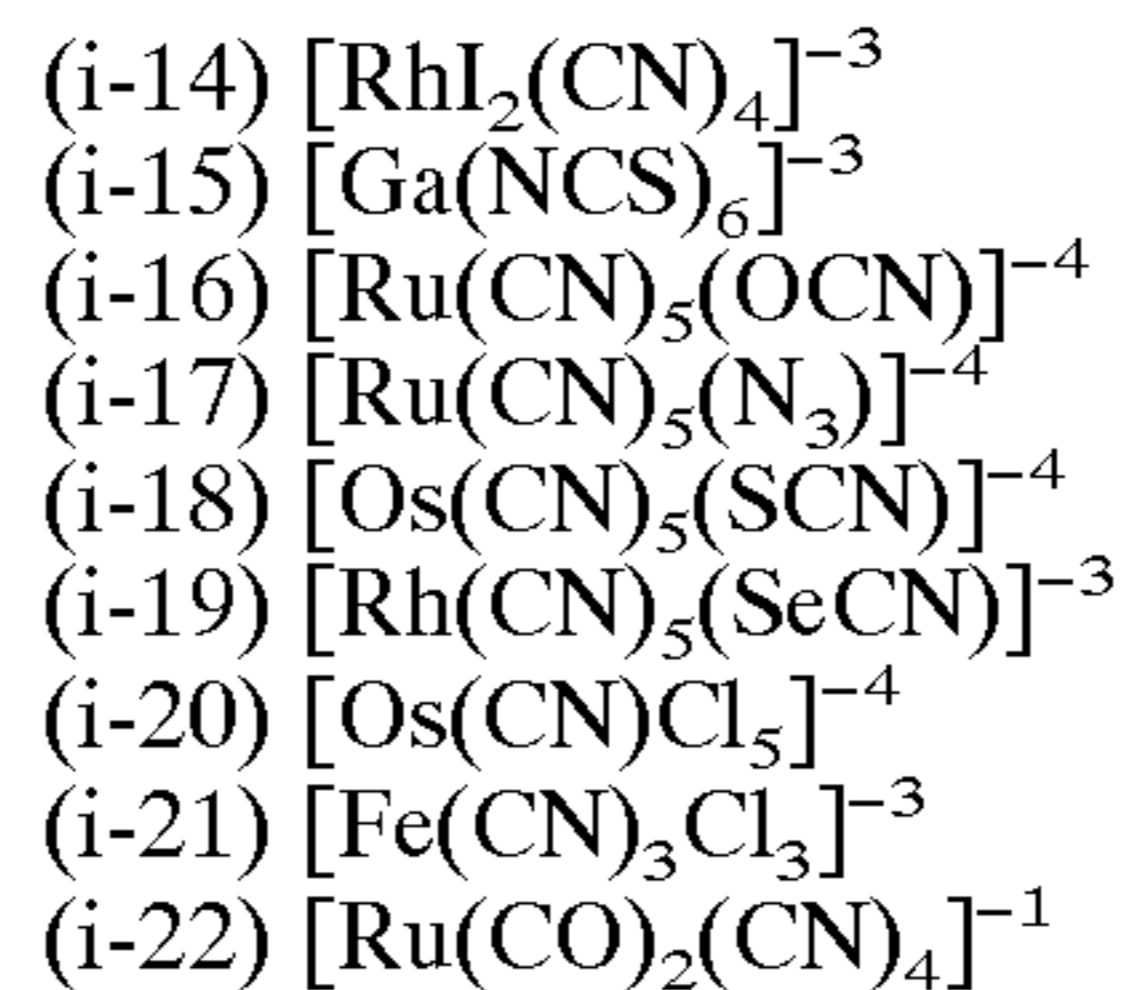 (i-14) [RhI₂(CN)₄]⁻³
(i-15) [Ga(NCS)₆]⁻³
(i-16) [Ru(CN)₅(OCN)]⁻⁴
(i-17) [Ru(CN)₅(N₃)]⁻⁴
(i-18) [Os(CN)₅(SCN)]⁻⁴
(i-19) [Rh(CN)₅(SeCN)]⁻³
(i-20) [Os(CN)Cl₅]⁻⁴
(i-21) [Fe(CN)₃Cl₃]⁻³
(i-22) [Ru(CO)₂(CN)₄]⁻¹